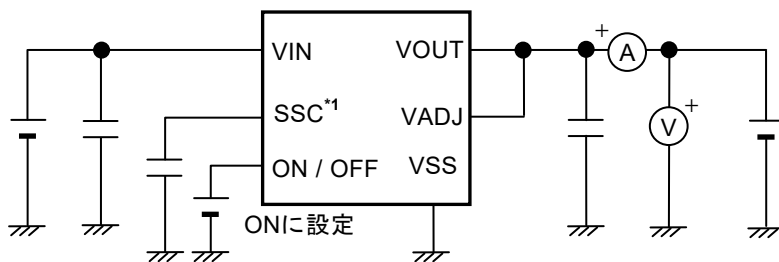 VIN
VOUT
+
A
SSC*1
VADJ
V
+
ON / OFF
VSS
ONに設定